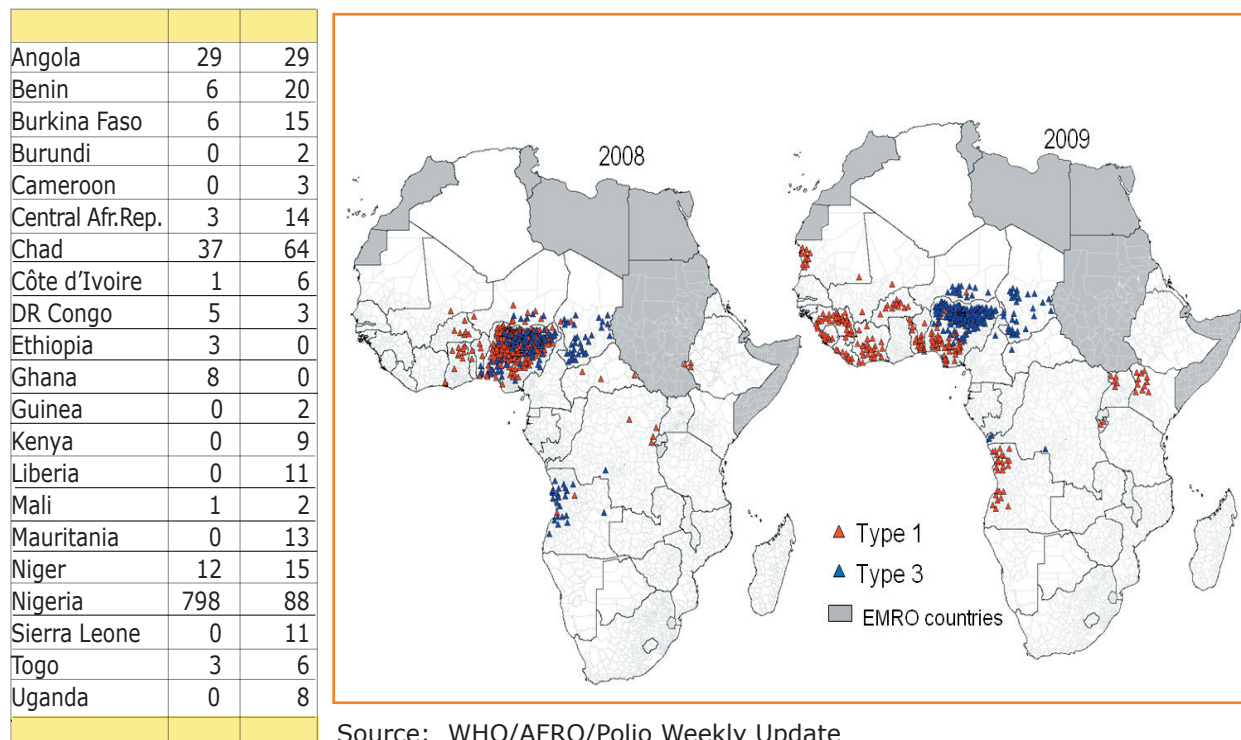 Angola 29 29
Benin 6 20
Burkina Faso 6 15
Burundi 0 2
Cameroon 0 3
Central Afr.Rep. 3 14
Chad 37 64
Côte d’Ivoire 1 6
DR Congo 5 3
Ethiopia 3 0
Ghana 8 0
Guinea 0 2
Kenya 0 9
Liberia 0 11
Mali 1 2
Mauritania 0 13
Niger 12 15
Nigeria 798 88
Sierra Leone 0 11
Togo 3 6
Uganda 0 8
2008
2009
Type 1
Type 3
EMRO countries
Source: WHO/AFRO/Polio Weekly Update